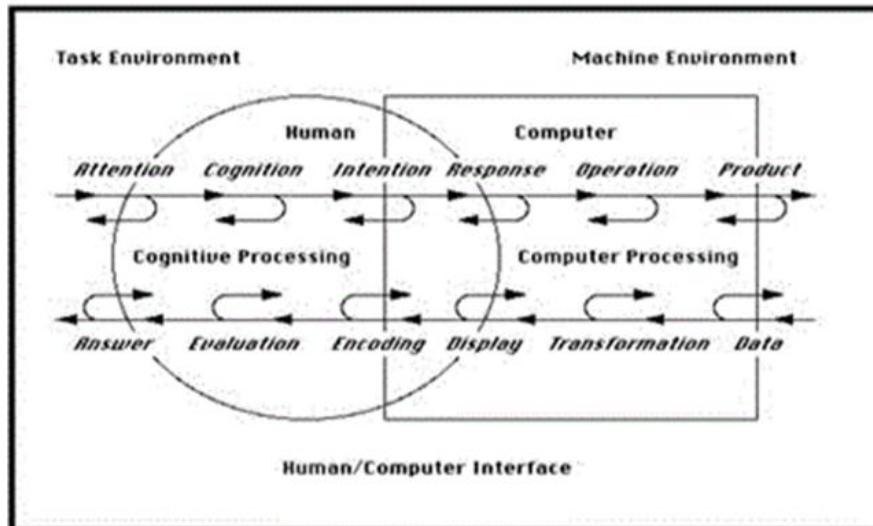 Task Environment Machine Environment
Human Computer
Attention Cognition Intention Response Operation Product
Cognitive Processing Computer Processing
Answer Evaluation Encoding Display Transformation Data
Human/Computer Interface